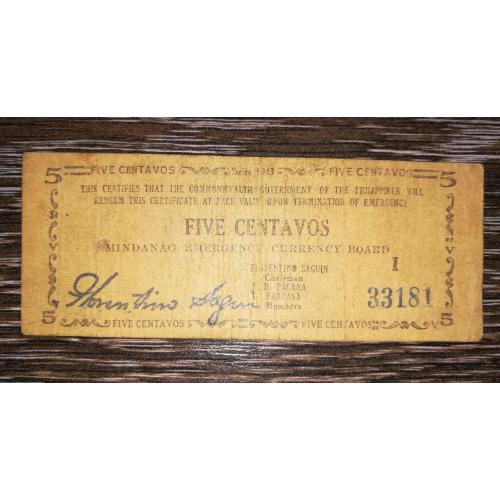 5 FIVE CENTAVOS Series 1943 FIVE CENTAVOS 5
THIS CERTIFIES THAT THE COMMONWEALTH GOVERNMENT OF THE PHILIPPINES WILL
REDEEM THIS CERTIFICATE AT FACE VALUE UPON TERMINATION OF EMERGENCY
FIVE CENTAVOS
MINDANAO EMERGENCY CURRENCY BOARD
FLORENTINO SAGUIN I
Chairman
D. PALASA
Florentino Saguin 33181
Members
5 FIVE CENTAVOS FIVE CENTAVOS 5